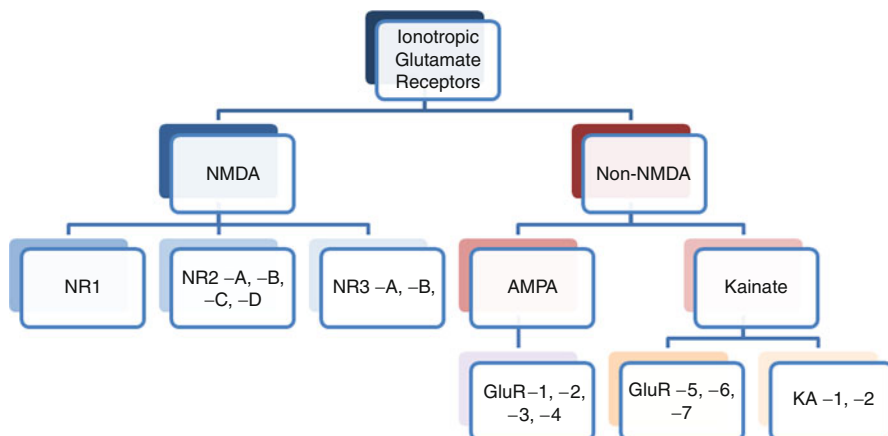 Ionotropic
Glutamate
Receptors
NMDA
Non-NMDA
NR1
NR2 –A, –B,
-C, –D
NR3 –A, –B,
AMPA
Kainate
GluR–1, –2,
–3, –4
GluR –5, –6,
–7
KA –1, –2